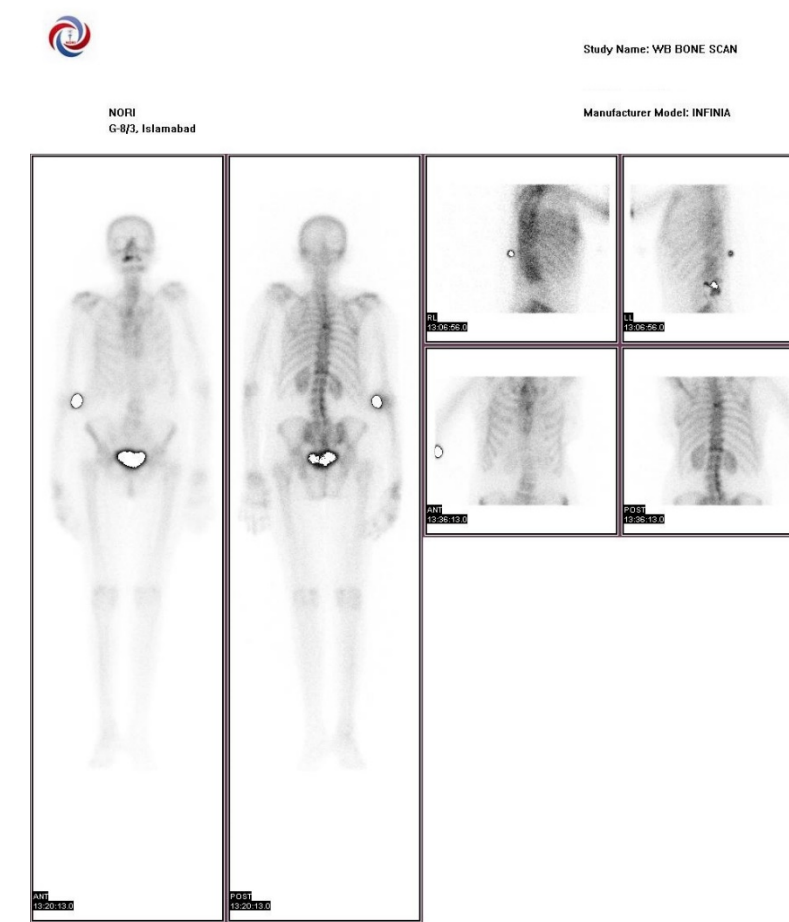 Study Name: WB BONE SCAN
NORI
G-8/3, Islamabad
Manufacturer Model: INFINIA
RL
13:06:56.0
LL
13:06:56.0
ANT
13:36:13.0
POST
13:36:13.0
ANT
13:20:13.0
POST
13:20:13.0